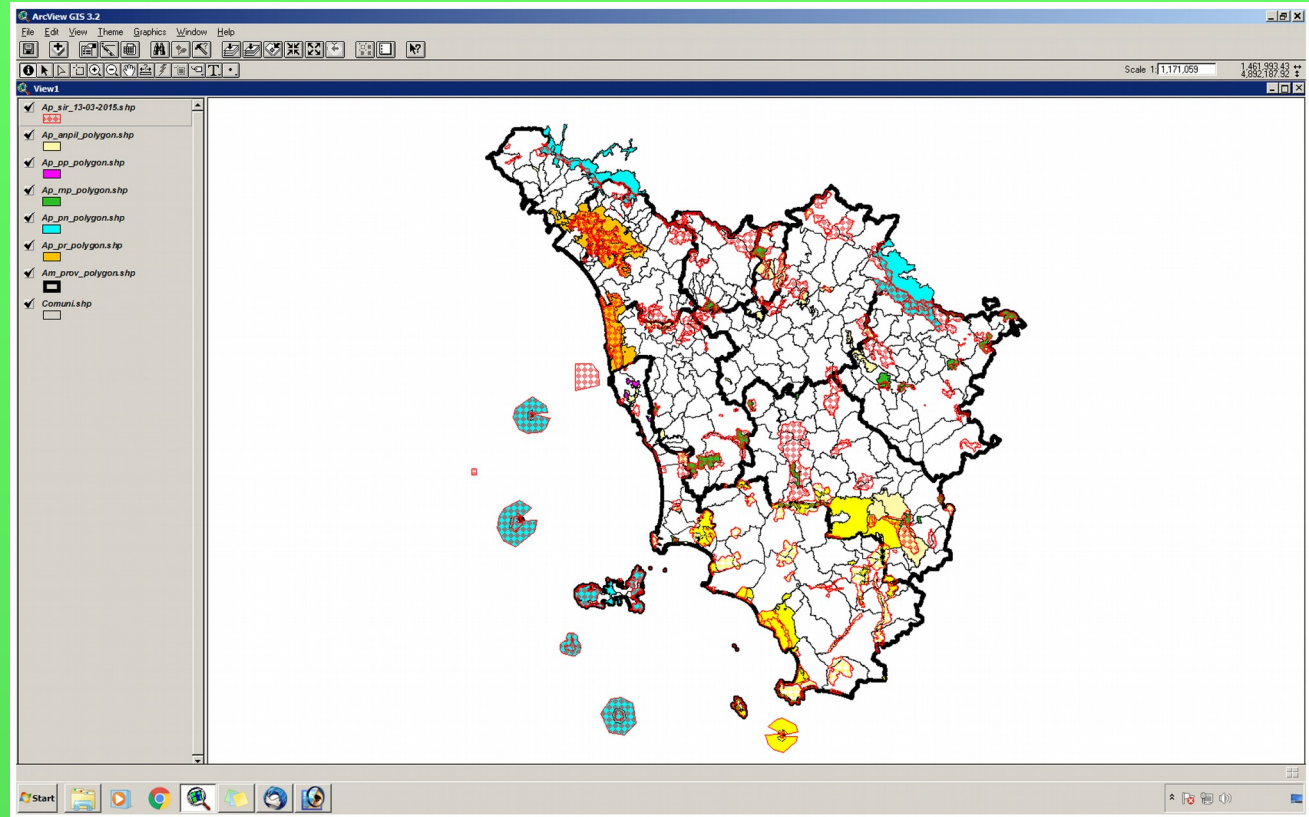 ArcView GIS 3.2
File Edit View Theme Graphics Window Help
Scale 1: 1,171,059
1,461,993.43
4,892,187.92
View1
Ap_sir_13-03-2015.shp
Ap_anpil_polygon.shp
Ap_pp_polygon.shp
Ap_mp_polygon.shp
Ap_pn_polygon.shp
Ap_pr_polygon.shp
Am_prov_polygon.shp
Comuni.shp
Start